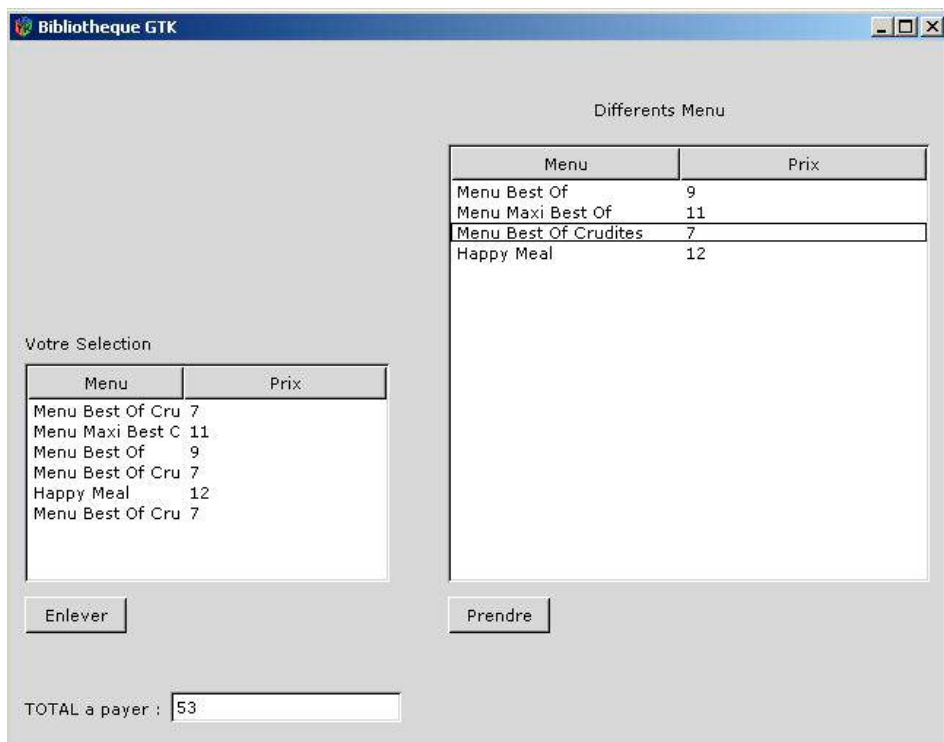 Bibliotheque GTK
Differents Menu
Menu Prix
Menu Best Of 9
Menu Maxi Best Of 11
Menu Best Of Crudites 7
Happy Meal 12
Votre Selection
Menu Prix
Menu Best Of Cru 7
Menu Maxi Best C 11
Menu Best Of 9
Menu Best Of Cru 7
Happy Meal 12
Menu Best Of Cru 7
Enlever
Prendre
TOTAL a payer : 53